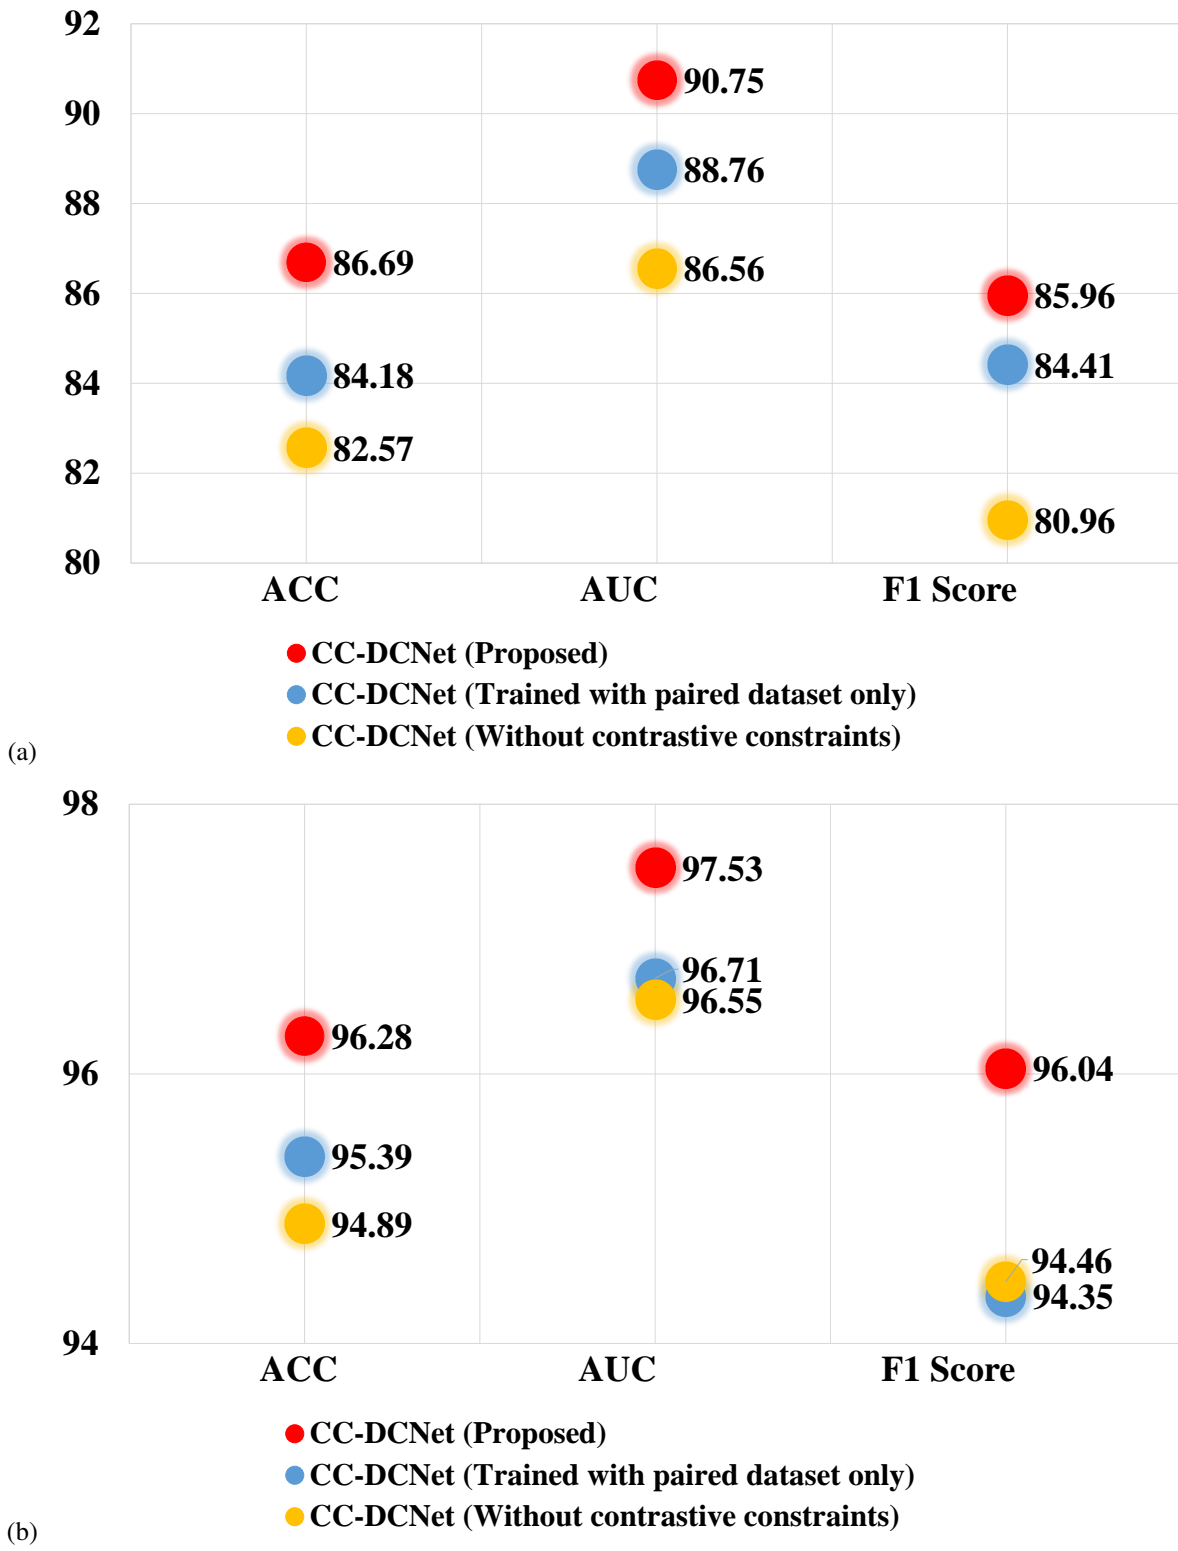 92
90
88
86
84
82
80
90.75
88.76
86.56
86.69
84.18
82.57
85.96
84.41
80.96
ACC AUC F1 Score
CC-DCNet (Proposed)
CC-DCNet (Trained with paired dataset only)
CC-DCNet (Without contrastive constraints)
(a)
98
96
94
97.53
96.71
96.55
96.28
95.39
94.89
96.04
94.46
94.35
ACC AUC F1 Score
CC-DCNet (Proposed)
CC-DCNet (Trained with paired dataset only)
CC-DCNet (Without contrastive constraints)
(b)